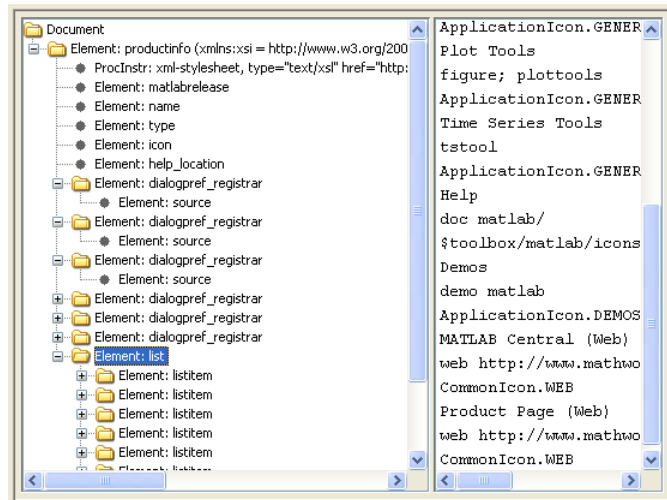 Document
Element: productinfo (xmlns:xsi = http://www.w3.org/200
ProcInstr: xml-stylesheet, type="text/xsl" href="http:
Element: matlabrelease
Element: name
Element: type
Element: icon
Element: help_location
Element: dialogpref_registrar
Element: source
Element: dialogpref_registrar
Element: source
Element: dialogpref_registrar
Element: source
Element: dialogpref_registrar
Element: dialogpref_registrar
Element: dialogpref_registrar
Element: list
Element: listitem
Element: listitem
Element: listitem
Element: listitem
Element: listitem
Element: listitem
ApplicationIcon.GENER
Plot Tools
figure; plottools
ApplicationIcon.GENER
Time Series Tools
tstool
ApplicationIcon.GENER
Help
doc matlab/
$toolbox/matlab/icons
Demos
demo matlab
ApplicationIcon.DEMOS
MATLAB Central (Web)
web http://www.mathwo
CommonIcon.WEB
Product Page (Web)
web http://www.mathwo
CommonIcon.WEB